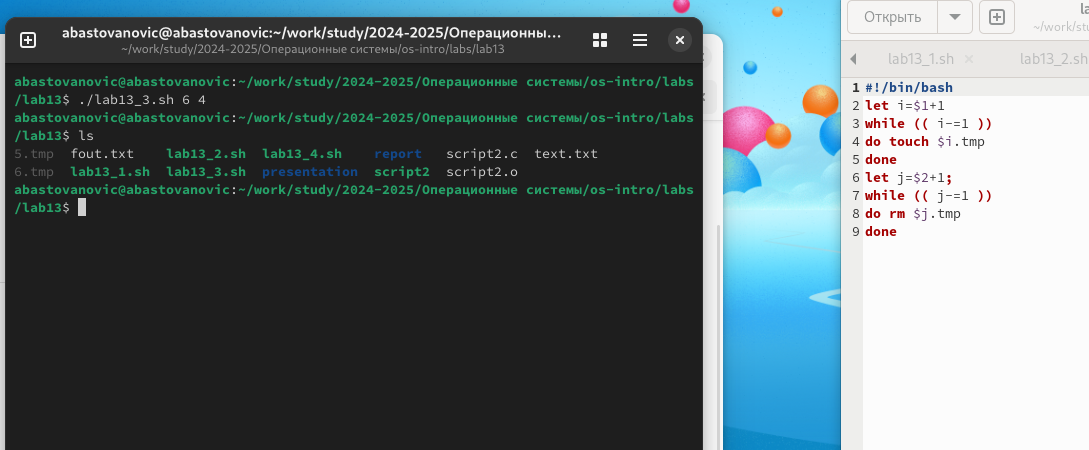 abastovanovic@abastovanovic:~/work/study/2024-2025/Операционны...
~/work/study/2024-2025/Операционные системы/os-intro/labs/lab13
abastovanovic@abastovanovic:~/work/study/2024-2025/Операционные системы/os-intro/labs
/lab13$ ./lab13_3.sh 6 4
abastovanovic@abastovanovic:~/work/study/2024-2025/Операционные системы/os-intro/labs
/lab13$ ls
5.tmp fout.txt lab13_2.sh lab13_4.sh report script2.c text.txt
6.tmp lab13_1.sh lab13_3.sh presentation script2 script2.o
abastovanovic@abastovanovic:~/work/study/2024-2025/Операционные системы/os-intro/labs
/lab13$
Открыть
~/work/s
lab13_1.sh × lab13_2.sh
1 #!/bin/bash
2 let i=$1+1
3 while (( i-=1 ))
4 do touch $i.tmp
5 done
6 let j=$2+1;
7 while (( j-=1 ))
8 do rm $j.tmp
9 done